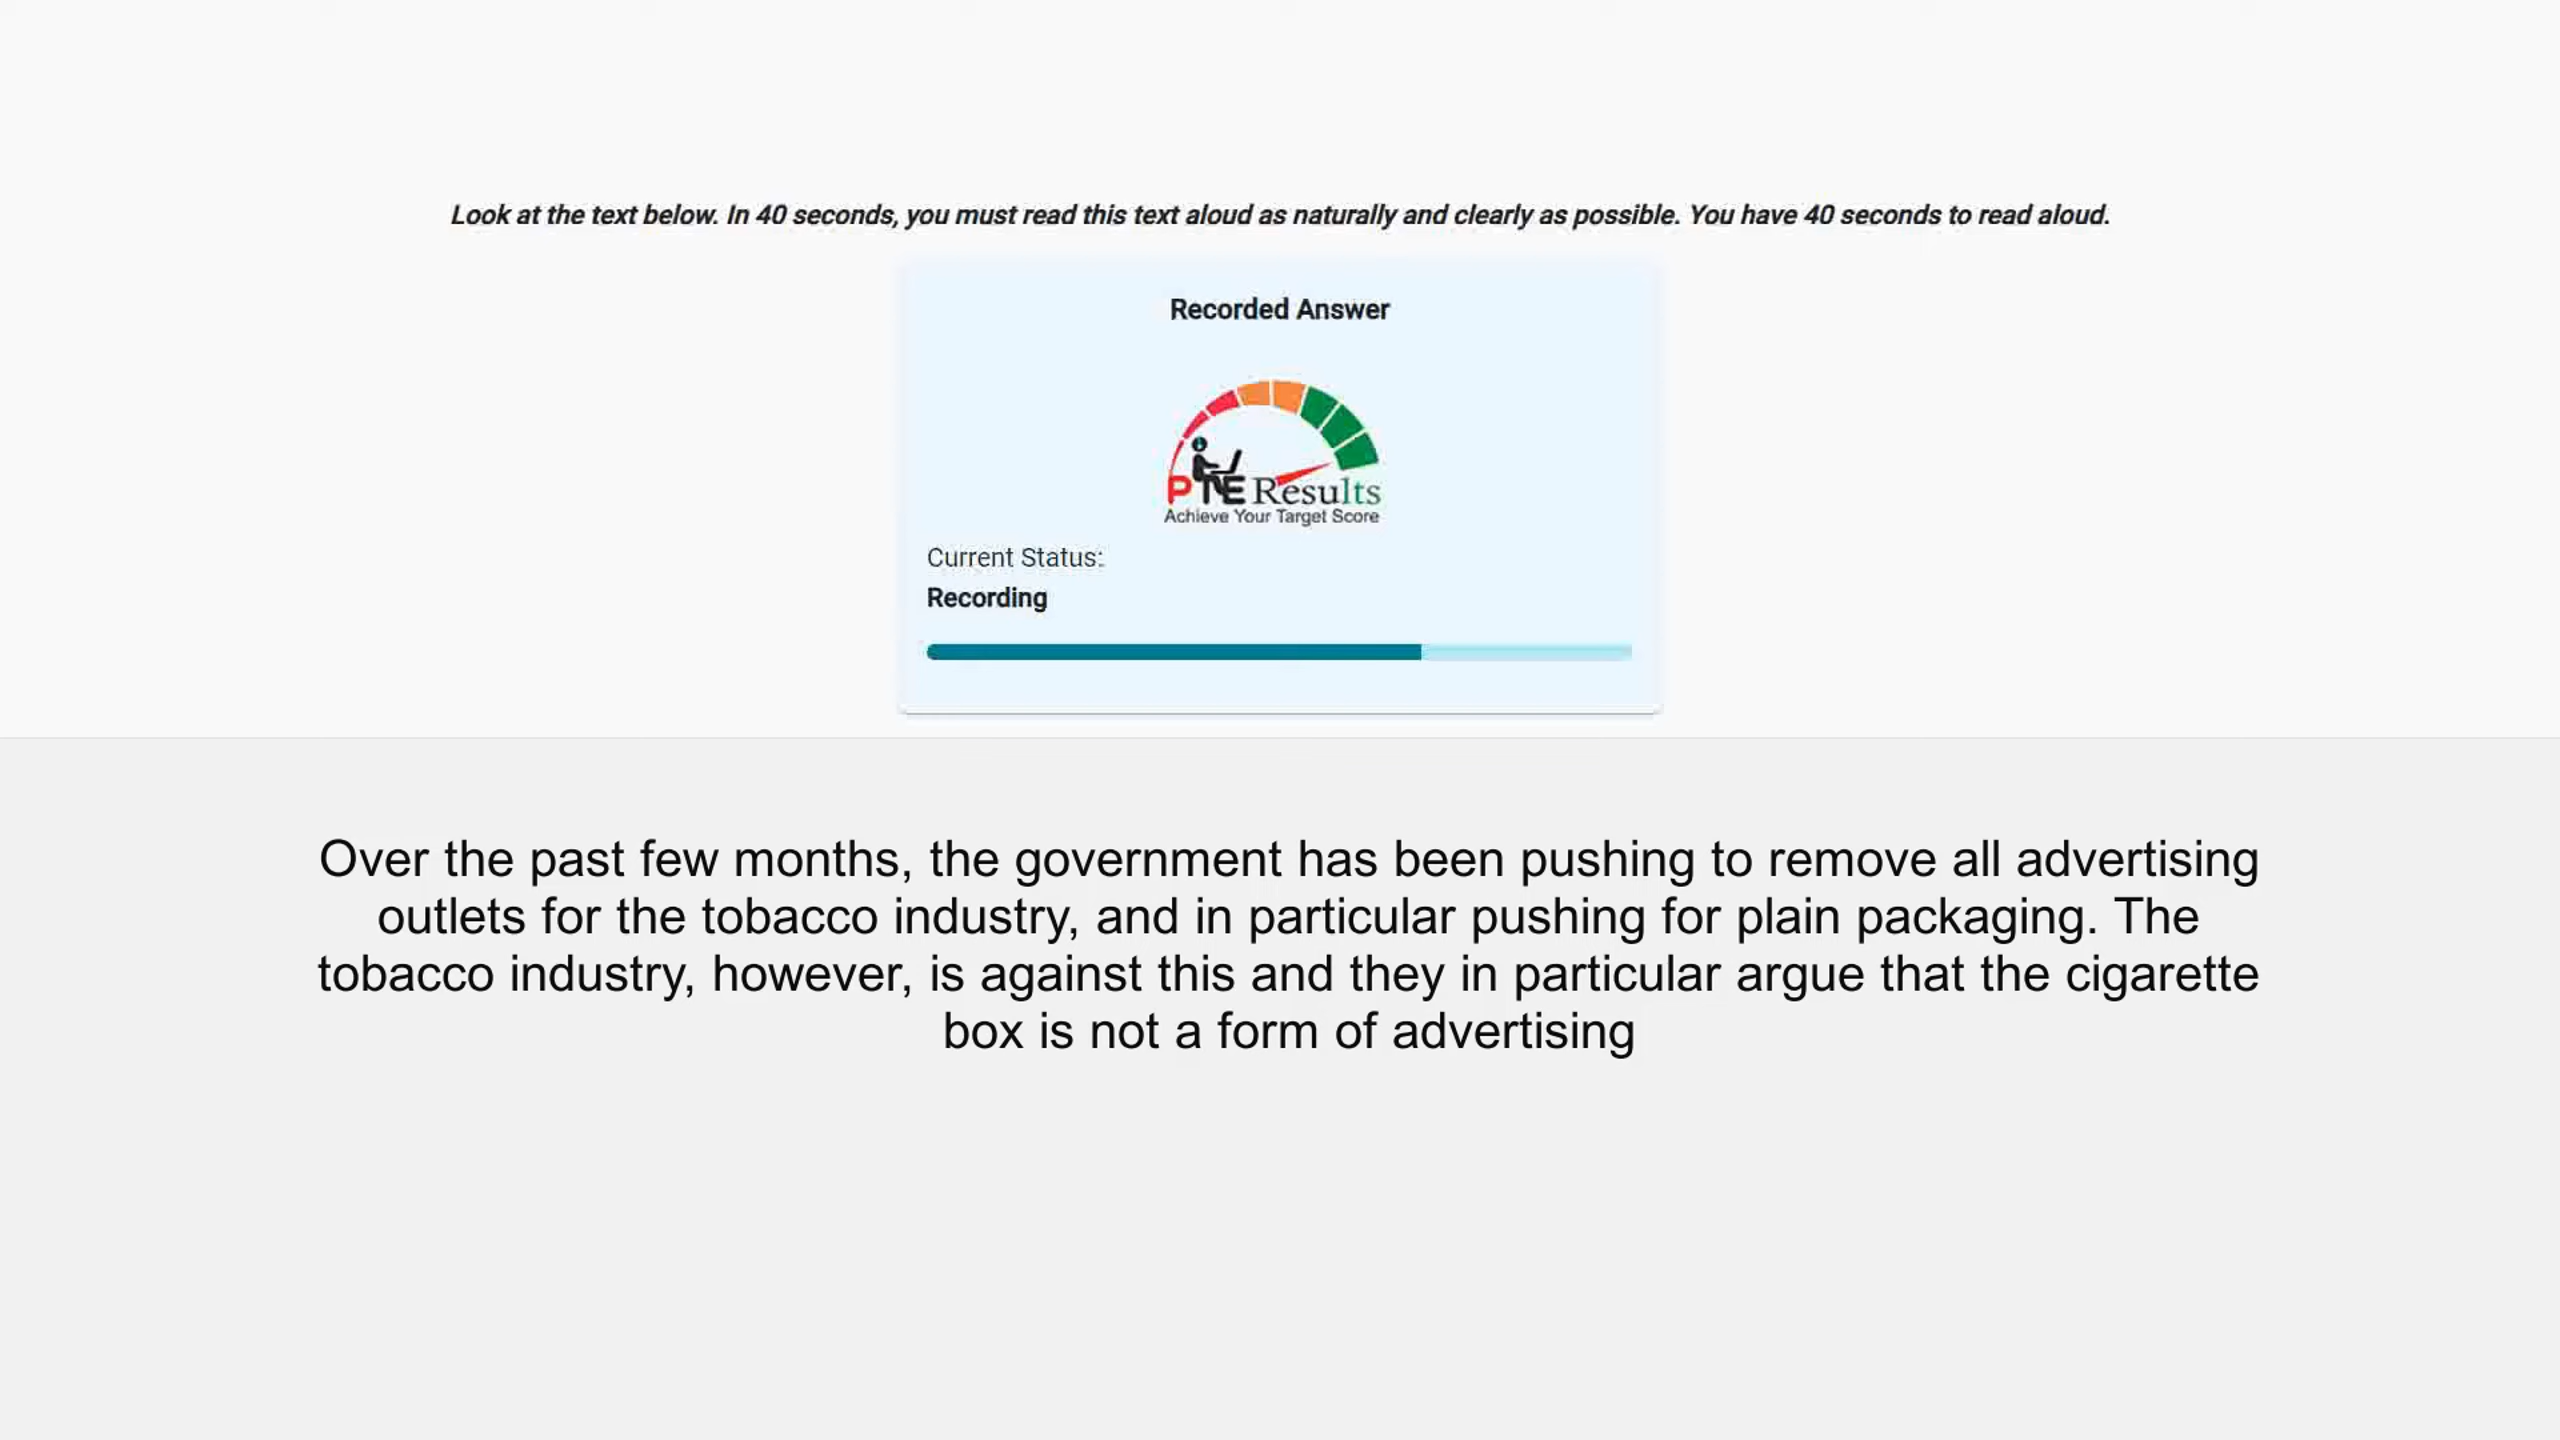 Look at the text below. In 40 seconds, you must read this text aloud as naturally and clearly as possible. You have 40 seconds to read aloud.
Recorded Answer
PTE Results
Achieve Your Target Score
Current Status:
Recording
Over the past few months, the government has been pushing to remove all advertising
outlets for the tobacco industry, and in particular pushing for plain packaging. The
tobacco industry, however, is against this and they in particular argue that the cigarette
box is not a form of advertising